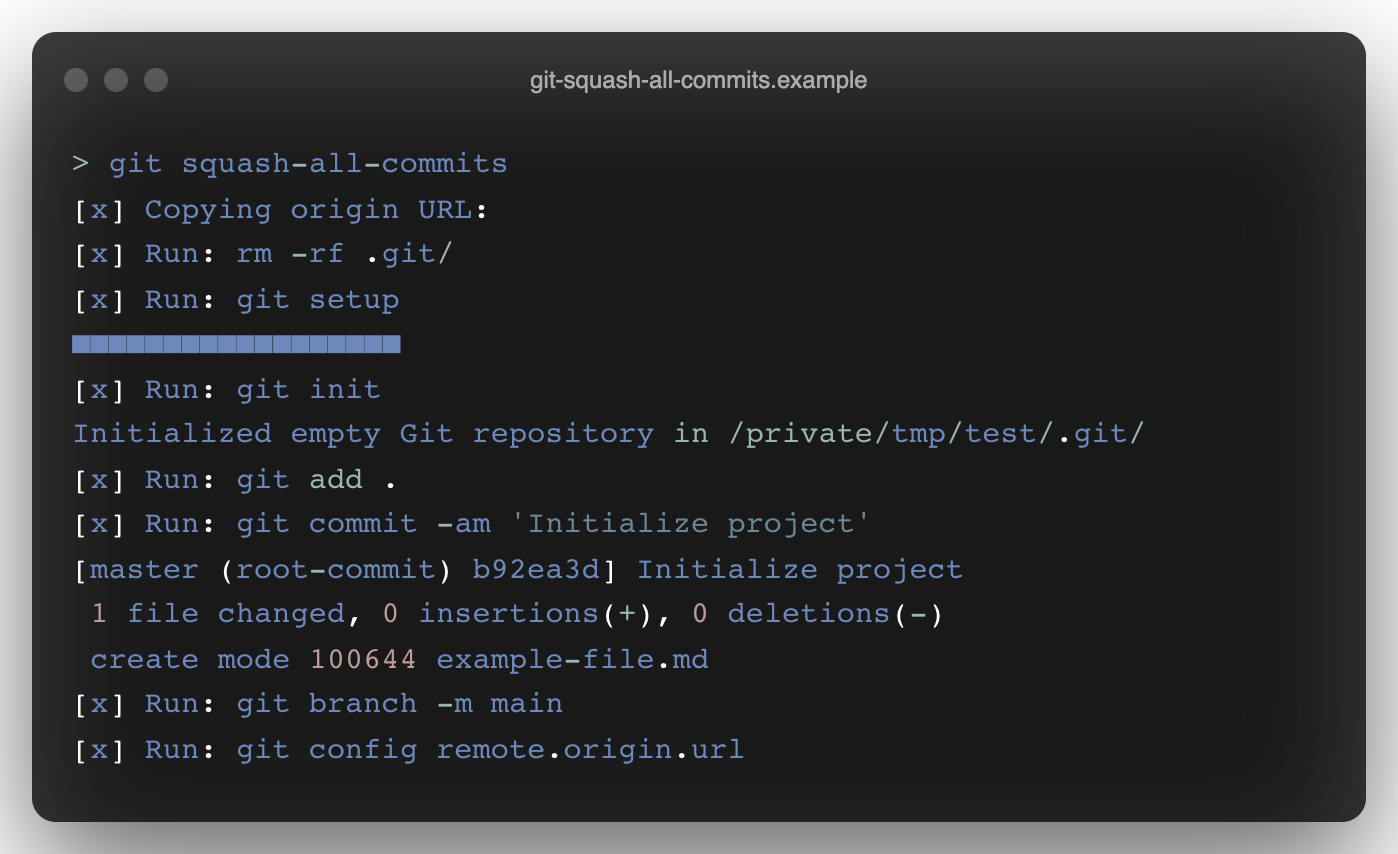 git-squash-all-commits.example
> git squash-all-commits
[x] Copying origin URL:
[x] Run: rm -rf .git/
[x] Run: git setup
■■■■■■■■■■■■■■■■■■
[x] Run: git init
Initialized empty Git repository in /private/tmp/test/.git/
[x] Run: git add .
[x] Run: git commit -am 'Initialize project'
[master (root-commit) b92ea3d] Initialize project
 1 file changed, 0 insertions(+), 0 deletions(-)
 create mode 100644 example-file.md
[x] Run: git branch -m main
[x] Run: git config remote.origin.url